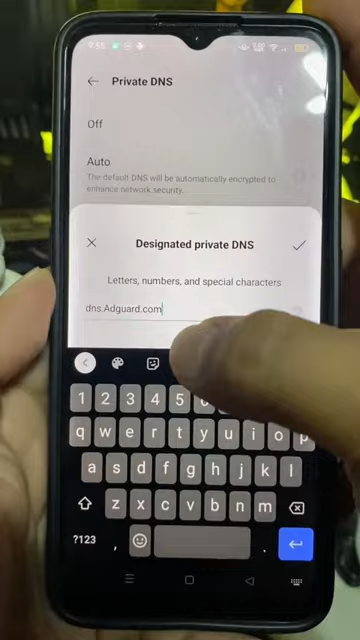 Private DNS
Off
Auto
The default DNS will be automatically encrypted to
enhance network security.
Designated private DNS
Letters, numbers, and special characters
dns.Adguard.com
1 2 3 4 5
q w e r t y u i o p
a s d f g h j k l
z x c v b n m
?123 , .